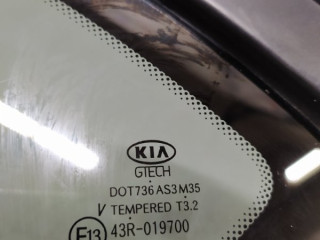 KIA
GTECH
DOT736 AS3 M35
V TEMPERED T3.2
E13 43R-019700